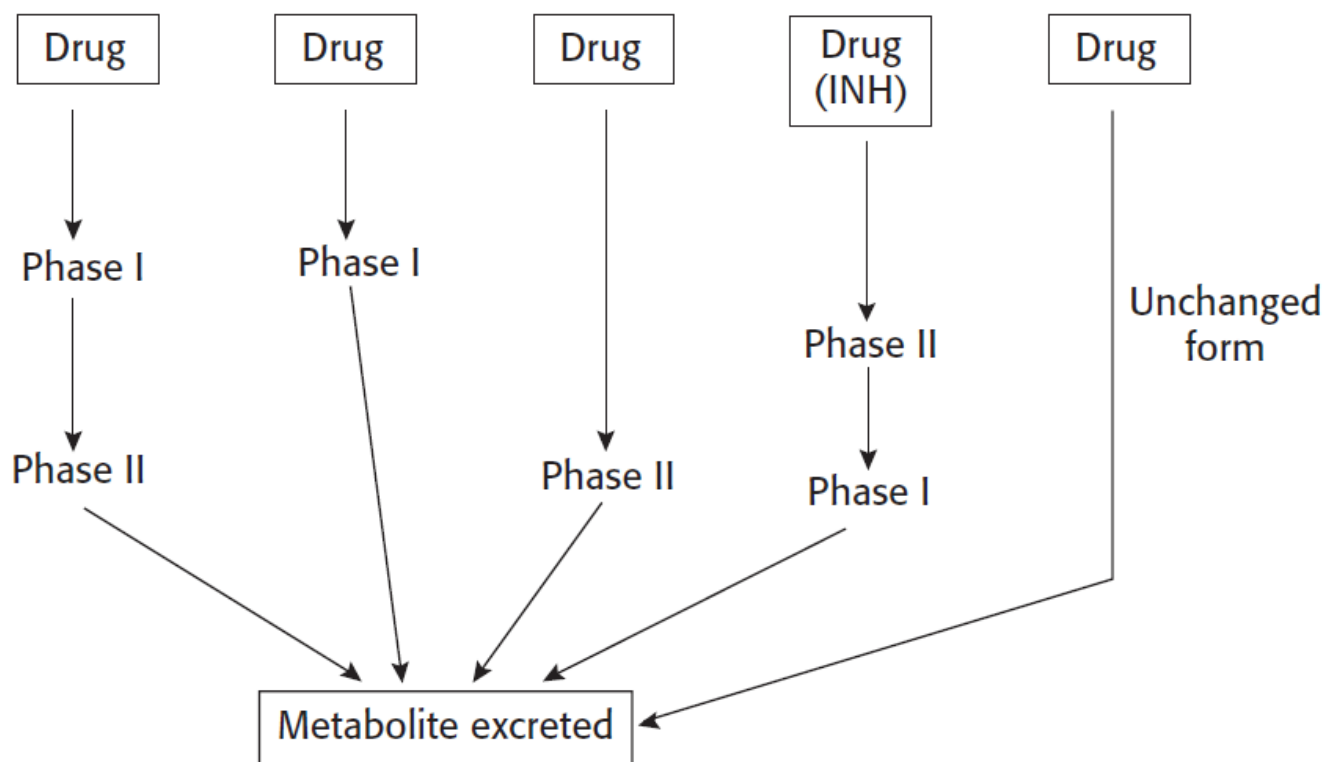 Drug
Drug
Drug
Drug
(INH)
Drug
Phase I
Phase I
Unchanged
form
Phase II
Phase II
Phase II
Phase I
Metabolite excreted